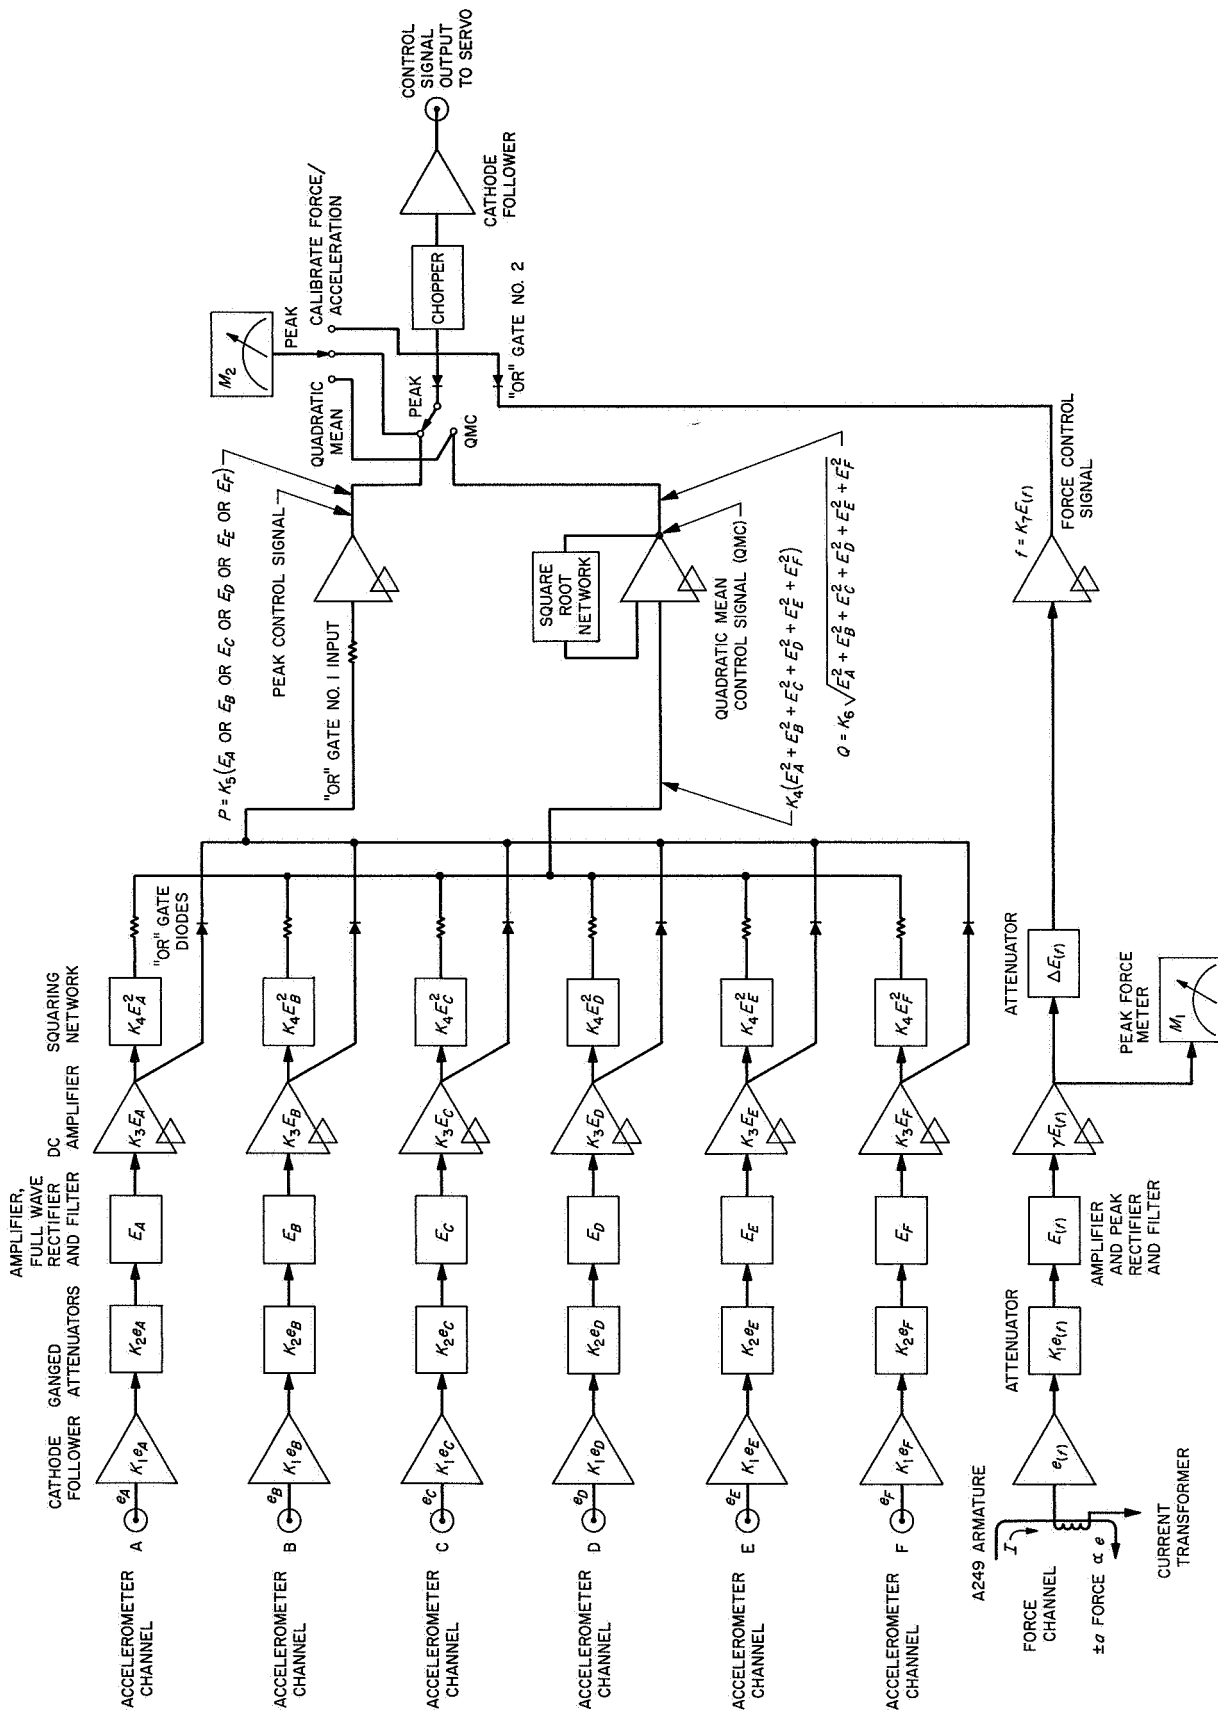 AMPLIFIER,
FULL WAVE
RECTIFIER
AND FILTER
CATHODE
FOLLOWER
GANGED
ATTENUATORS
DC
AMPLIFIER
SQUARING
NETWORK
ACCELEROMETER
CHANNEL
A
e_A
K_1e_A
K_2e_A
E_A
K_3E_A
K_4E_A^2
"OR" GATE
DIODES
ACCELEROMETER
CHANNEL
B
e_B
K_1e_B
K_2e_B
E_B
K_3E_B
K_4E_B^2
ACCELEROMETER
CHANNEL
C
e_C
K_1e_C
K_2e_C
E_C
K_3E_C
K_4E_C^2
ACCELEROMETER
CHANNEL
D
e_D
K_1e_D
K_2e_D
E_D
K_3E_D
K_4E_D^2
ACCELEROMETER
CHANNEL
E
e_E
K_1e_E
K_2e_E
E_E
K_3E_E
K_4E_E^2
ACCELEROMETER
CHANNEL
F
e_F
K_1e_F
K_2e_F
E_F
K_3E_F
K_4E_F^2
P = K_5(E_A OR E_B OR E_C OR E_D OR E_E OR E_F)
PEAK CONTROL SIGNAL
"OR" GATE NO. 1 INPUT
SQUARE
ROOT
NETWORK
QUADRATIC MEAN
CONTROL SIGNAL (QMC)
K_4(E_A^2 + E_B^2 + E_C^2 + E_D^2 + E_E^2 + E_F^2)
Q = K_6 √E_A^2 + E_B^2 + E_C^2 + E_D^2 + E_E^2 + E_F^2
M_2
QUADRATIC
MEAN
PEAK
CALIBRATE FORCE/
ACCELERATION
PEAK
QMC
"OR" GATE NO. 2
CHOPPER
CATHODE
FOLLOWER
CONTROL
SIGNAL
OUTPUT
TO SERVO
A249 ARMATURE
I
FORCE
CHANNEL
±a FORCE ∝ e
CURRENT
TRANSFORMER
e_(f)
ATTENUATOR
K_1e_(f)
E_(f)
AMPLIFIER
AND PEAK
RECTIFIER
AND FILTER
γE_(f)
ATTENUATOR
ΔE_(f)
PEAK FORCE
METER
M_1
f = K_7E_(f)
FORCE CONTROL
SIGNAL